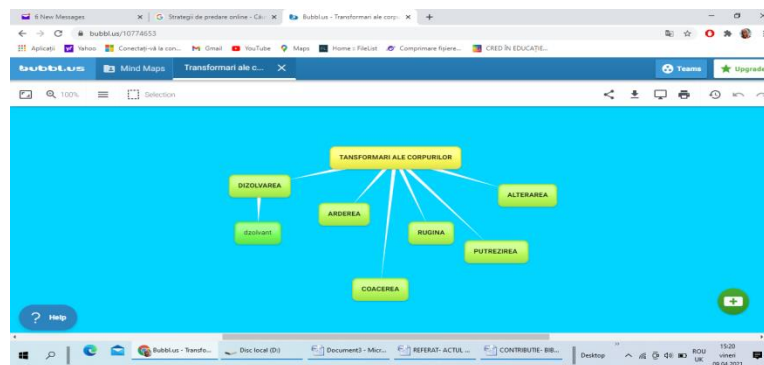 6 New Messages
Strategii de predare online - Că
Bubbl.us - Transformari ale corp
bubbl.us/10774653
Aplicații
Yahoo
Conectați-vă la con...
Gmail
YouTube
Maps
Home :: FileList
Comprimare fișiere...
CRED ÎN EDUCAȚIE...
bubbl.us
Mind Maps
Transformari ale c...
Teams
Upgrade
100%
Selection
TANSFORMARI ALE CORPURILOR
DIZOLVAREA
ALTERAREA
ARDEREA
dizolvant
RUGINA
PUTREZIREA
COACEREA
? Help
Bubbl.us - Transfo...
Disc local (D:)
Document3 - Micr...
REFERAT- ACTUL ...
CONTRIBUTIE- BIB...
Desktop
ROU
UK
15:20
vineri
09.04.2021